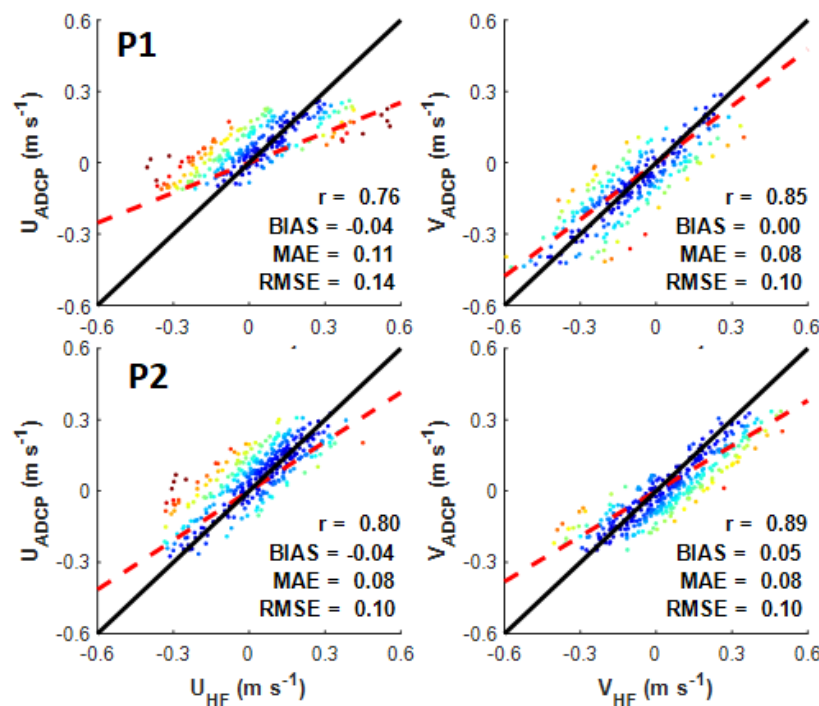 P1
U_ADCP (m s⁻¹)
0.6
0.3
0
-0.3
-0.6
r = 0.76
BIAS = -0.04
MAE = 0.11
RMSE = 0.14
-0.6 -0.3 0 0.3 0.6
V_ADCP (m s⁻¹)
0.6
0.3
0
-0.3
-0.6
r = 0.85
BIAS = 0.00
MAE = 0.08
RMSE = 0.10
-0.6 -0.3 0 0.3 0.6
P2
U_ADCP (m s⁻¹)
0.6
0.3
0
-0.3
-0.6
r = 0.80
BIAS = -0.04
MAE = 0.08
RMSE = 0.10
-0.6 -0.3 0 0.3 0.6
U_HF (m s⁻¹)
V_ADCP (m s⁻¹)
0.6
0.3
0
-0.3
-0.6
r = 0.89
BIAS = 0.05
MAE = 0.08
RMSE = 0.10
-0.6 -0.3 0 0.3 0.6
V_HF (m s⁻¹)